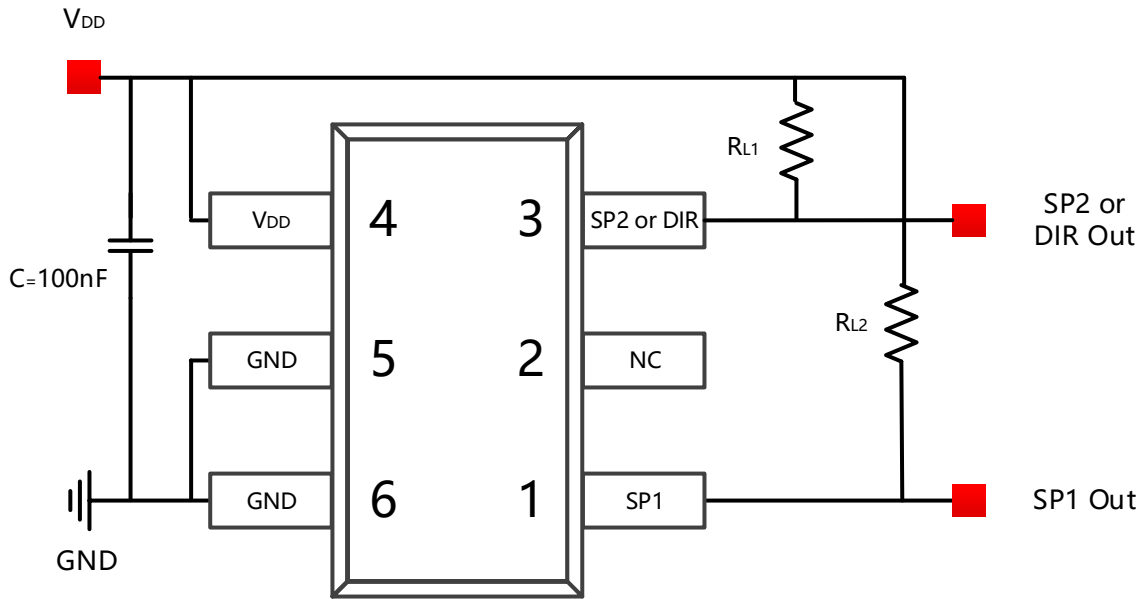 VDD
RL1
VDD
4
3
SP2 or DIR
SP2 or
DIR Out
C=100nF
RL2
GND
5
2
NC
GND
6
1
SP1
SP1 Out
GND